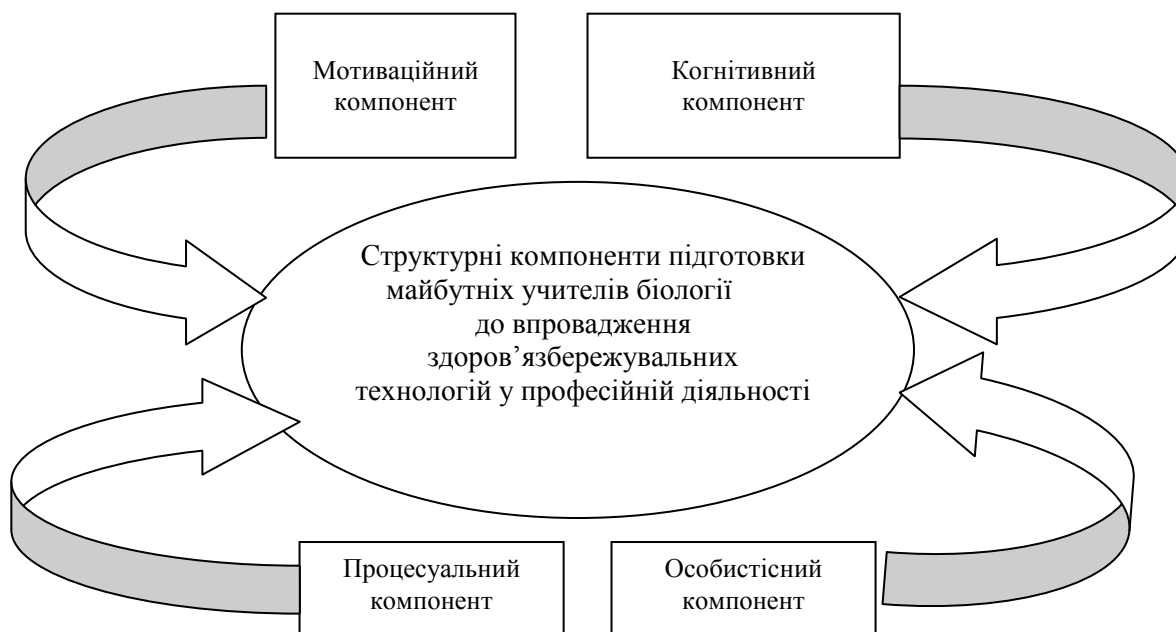 Мотиваційний
компонент
Когнітивний
компонент
Структурні компоненти підготовки
майбутніх учителів біології
до впровадження
здоров’язбережувальних
технологій у професійній діяльності
Процесуальний
компонент
Особистісний
компонент